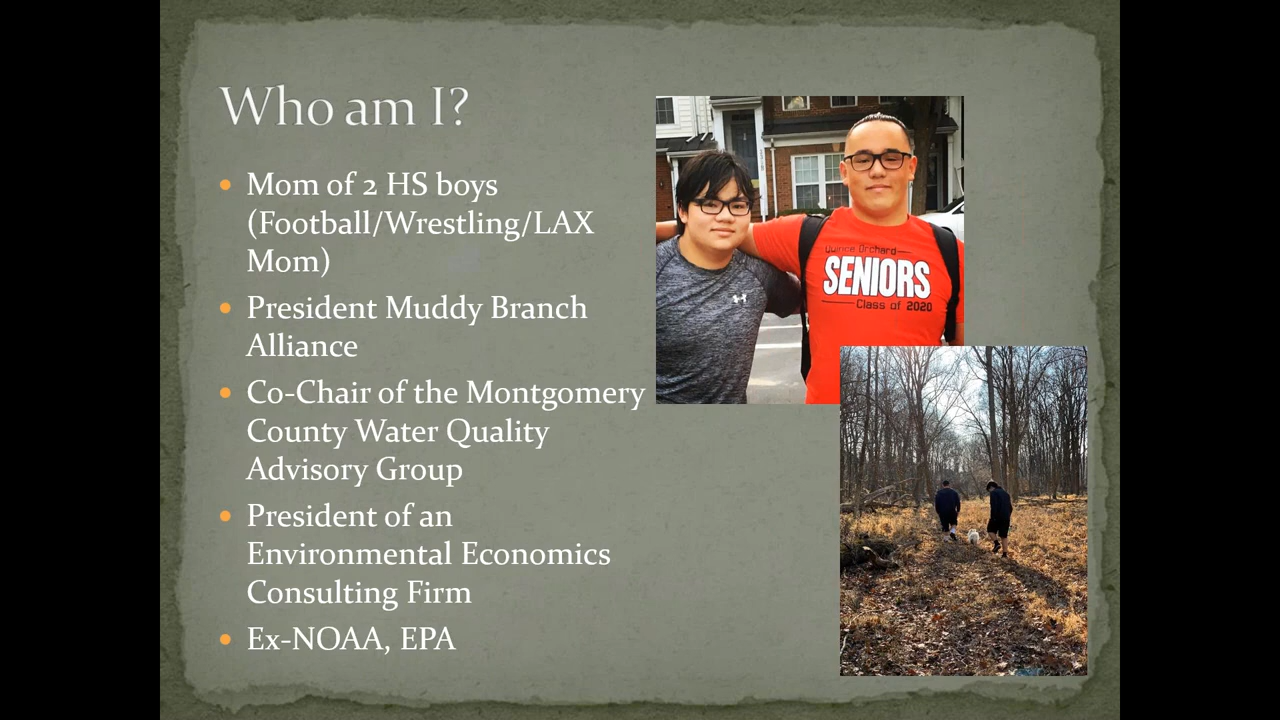 Who am I?
Mom of 2 HS boys
(Football/Wrestling/LAX
Mom)
President Muddy Branch
Alliance
Co-Chair of the Montgomery
County Water Quality
Advisory Group
President of an
Environmental Economics
Consulting Firm
Ex-NOAA, EPA
Quince Orchard
SENIORS
Class of 2020